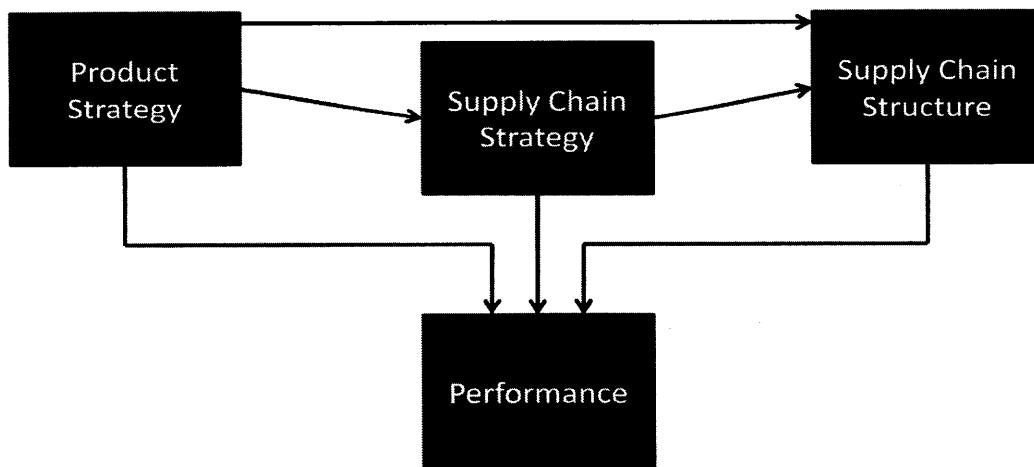 Product
Strategy
Supply Chain
Strategy
Supply Chain
Structure
Performance